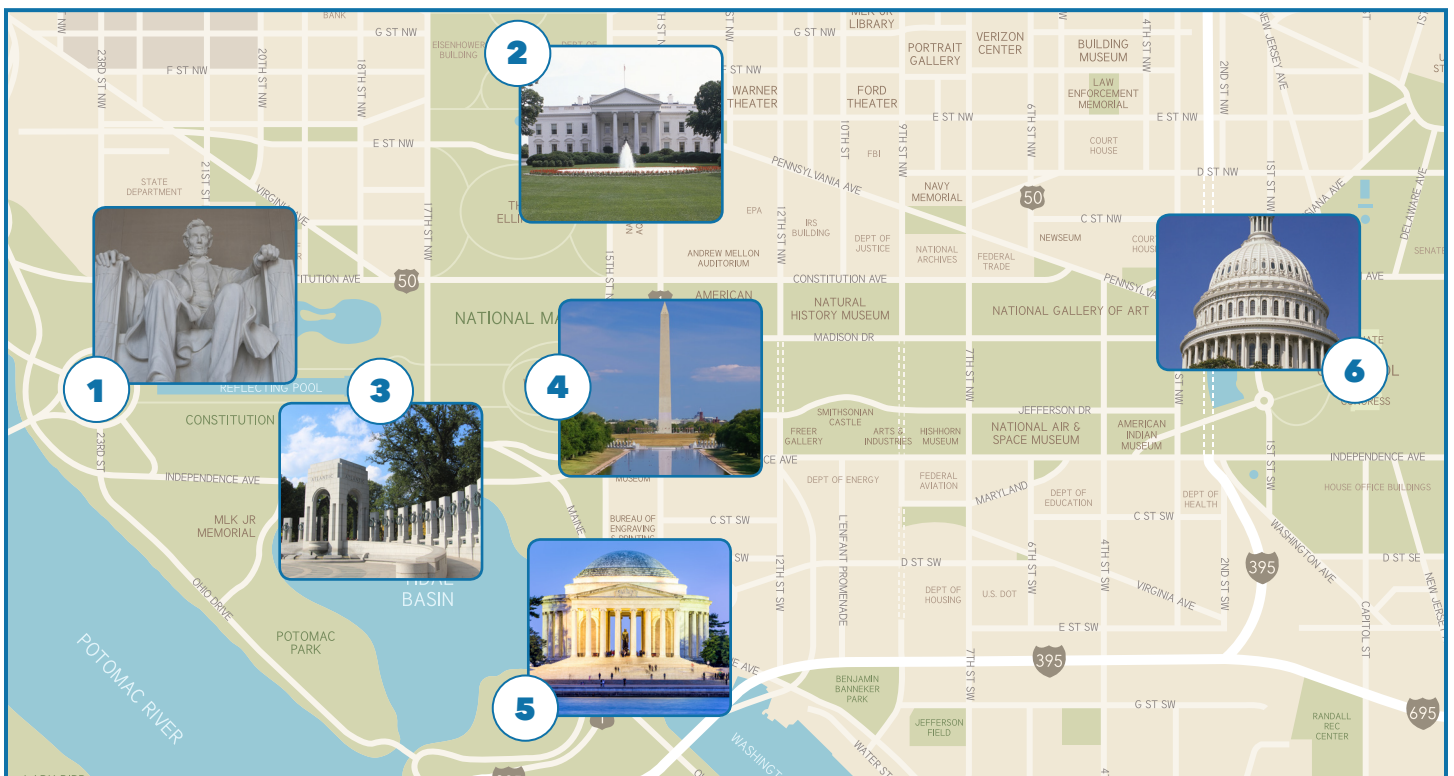 BANK
G ST NW
EISENHOWER
BUILDING
DEPT OF
G ST NW
MLK JR
LIBRARY
PORTRAIT
GALLERY
VERIZON
CENTER
BUILDING
MUSEUM
4TH ST NW
NEW JERSEY AVE
2
23RD ST NW
F ST NW
20TH ST NW
18TH ST NW
F ST NW
WARNER
THEATER
FORD
THEATER
LAW
ENFORCEMENT
MEMORIAL
2ND ST NW
E ST NW
E ST NW
E ST NW
6TH ST NW
10TH ST
9TH ST NW
FBI
COURT
HOUSE
STATE
DEPARTMENT
21ST ST
VIRGINIA AVE
PENNSYLVANIA AVE
D ST NW
1ST ST NW
NAVY
MEMORIAL
50
17TH ST NW
EPA
12TH ST NW
IRS
BUILDING
C ST NW
DELAWARE AVE
DEPT OF
JUSTICE
NATIONAL
ARCHIVES
NEWSEUM
FEDERAL
TRADE
15TH ST N
ANDREW MELLON
AUDITORIUM
50
CONSTITUTION AVE
AMERICAN
NATURAL
HISTORY MUSEUM
NATIONAL GALLERY OF ART
NATIONAL
MADISON DR
7TH ST NW
1
REFLECTING POOL
3
4
6
CONSTITUTION
SMITHSONIAN
CASTLE
JEFFERSON DR
FREER
GALLERY
ARTS &
INDUSTRIES
HISHHORN
MUSEUM
NATIONAL AIR &
SPACE MUSEUM
AMERICAN
INDIAN
MUSEUM
23RD ST
INDEPENDENCE AVE
CE AVE
INDEPENDENCE AVE
1ST ST SW
MUSEUM
DEPT OF ENERGY
FEDERAL
AVIATION
MARYLAND
DEPT OF
EDUCATION
DEPT OF
HEALTH
HOUSE OFFICE BUILDINGS
MLK JR
MEMORIAL
MAINE
BUREAU OF
ENGRAVING
C ST SW
C ST SW
WASHINGTON AVE
SW
12TH ST SW
L'ENFANT PROMENADE
D ST SW
6TH ST SW
4TH ST SW
2ND ST SW
395
D ST SE
TIDAL
BASIN
OHIO DRIVE
DEPT OF
HOUSING
U.S. DOT
VIRGINIA AVE
NEW JERSEY
CAPITOL ST
POTOMAC
PARK
E ST SW
POTOMAC RIVER
7TH ST SW
395
BENJAMIN
BANNEKER
PARK
5
1
G ST SW
JEFFERSON
FIELD
RANDALL
REC
CENTER
695
WATER ST